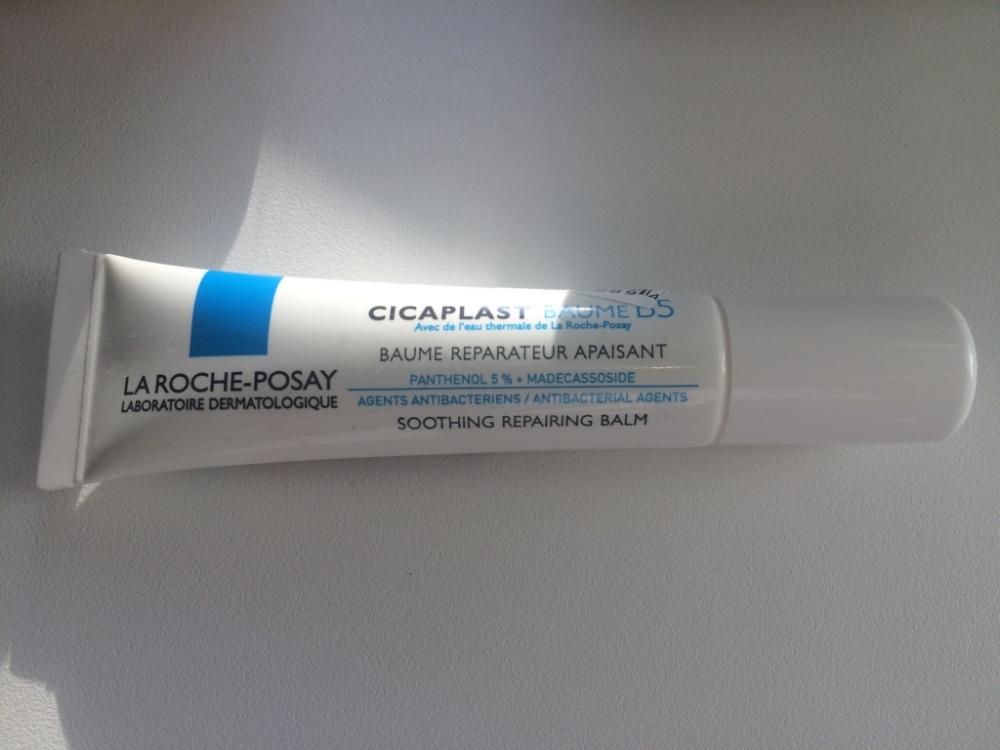 LA ROCHE-POSAY
LABORATOIRE DERMATOLOGIQUE
CICAPLAST BAUME B5
Avec de l'eau thermale de La Roche-Posay
BAUME REPARATEUR APAISANT
PANTHENOL 5 % + MADECASSOSIDE
AGENTS ANTIBACTERIENS / ANTIBACTERIAL AGENTS
SOOTHING REPAIRING BALM